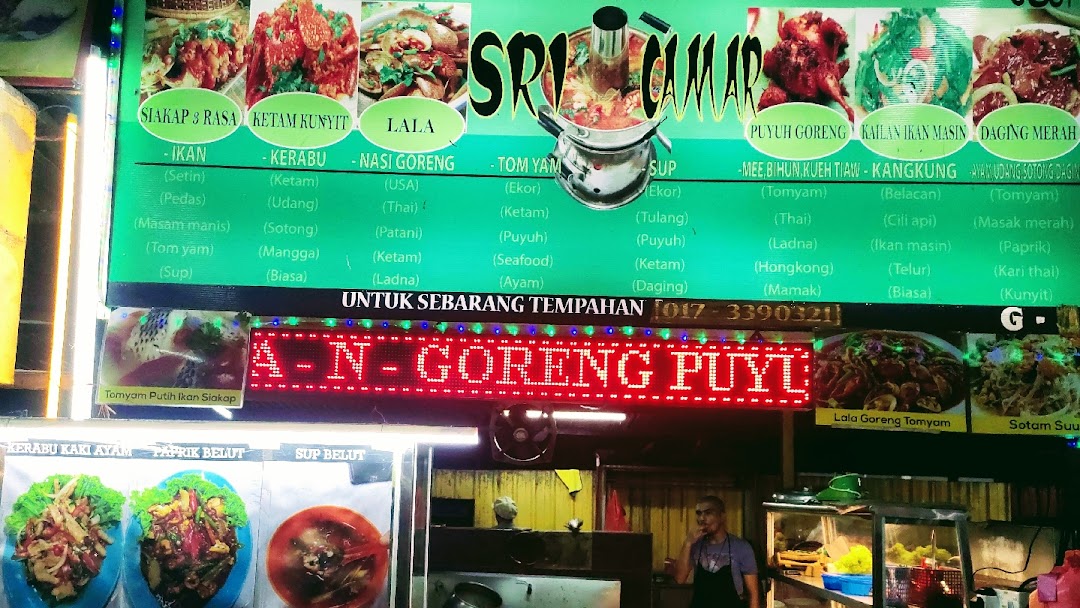 SRI CAMAR
SIAKAP 3 RASA
KETAM KUNYIT
LALA
PUYUH GORENG
KAILAN IKAN MASIN
DAGING MERAH
- IKAN
(Setin)
(Pedas)
(Masam manis)
(Tom yam)
(Sup)
- KERABU
(Ketam)
(Udang)
(Sotong)
(Mangga)
(Biasa)
- NASI GORENG
(USA)
(Thai)
(Patani)
(Ketam)
(Ladna)
- TOM YAM
(Ekor)
(Ketam)
(Puyuh)
(Seafood)
(Ayam)
SUP
(Ekor)
(Tulang)
(Puyuh)
(Ketam)
(Daging)
-MEE,BIHUN,KUEH TIAW
(Tomyam)
(Thai)
(Ladna)
(Hongkong)
(Mamak)
- KANGKUNG
(Belacan)
(Cili api)
(Ikan masin)
(Telur)
(Biasa)
-AYAM,UDANG,SOTONG,DAGING
(Tomyam)
(Masak merah)
(Paprik)
(Kari thai)
(Kunyit)
UNTUK SEBARANG TEMPAHAN [017 - 3390321]
G -
A - N - GORENG PUYU
Tomyam Putih Ikan Siakap
Lala Goreng Tomyam
Sotam Suu
KERABU KAKI AYAM
PAPRIK BELUT
SUP BELUT